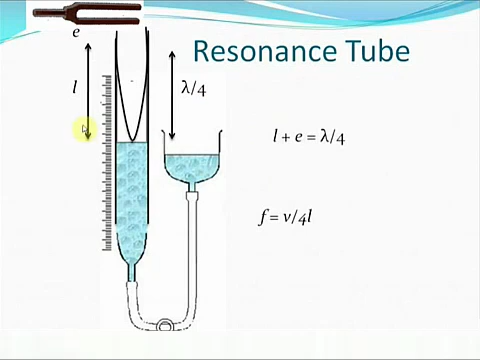 Resonance Tube
e
l
λ/4
l + e = λ/4
f = v/4l